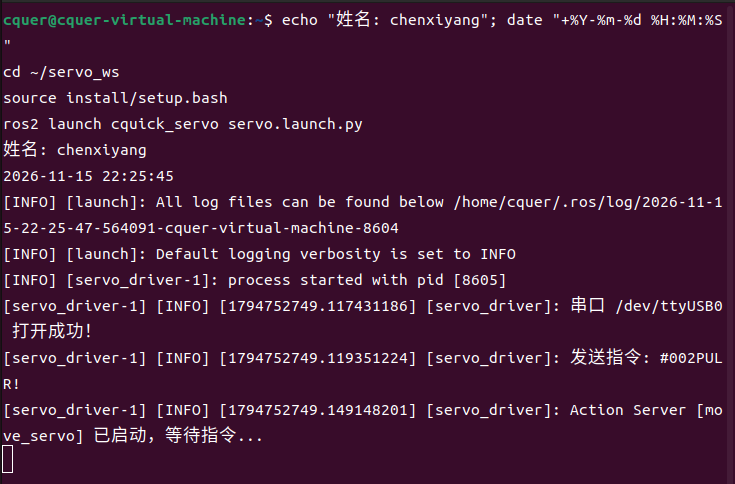 cquer@cquer-virtual-machine:~$ echo "姓名: chenxiyang"; date "+%Y-%m-%d %H:%M:%S
"
cd ~/servo_ws
source install/setup.bash
ros2 launch cquick_servo servo.launch.py
姓名: chenxiyang
2026-11-15 22:25:45
[INFO] [launch]: All log files can be found below /home/cquer/.ros/log/2026-11-1
5-22-25-47-564091-cquer-virtual-machine-8604
[INFO] [launch]: Default logging verbosity is set to INFO
[INFO] [servo_driver-1]: process started with pid [8605]
[servo_driver-1] [INFO] [1794752749.117431186] [servo_driver]: 串口 /dev/ttyUSB0
打开成功!
[servo_driver-1] [INFO] [1794752749.119351224] [servo_driver]: 发送指令: #002PUL
R!
[servo_driver-1] [INFO] [1794752749.149148201] [servo_driver]: Action Server [mo
ve_servo] 已启动，等待指令...